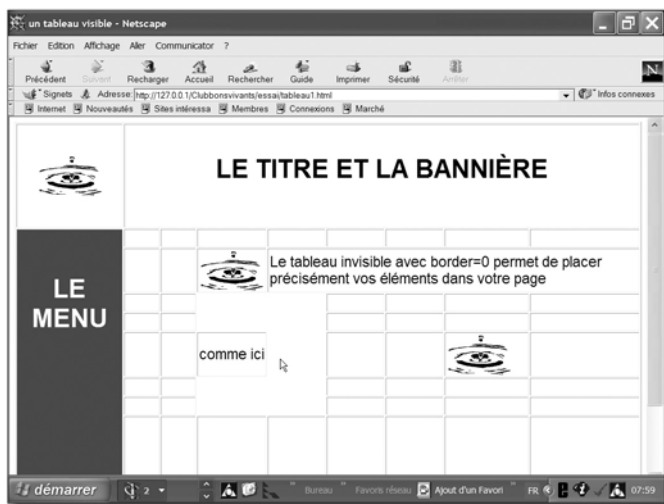 un tableau visible - Netscape
Fichier Edition Affichage Aller Communicator ?
Précédent Suivant Recharger Accueil Rechercher Guide Imprimer Sécurité Arrêter
Signets Adresse: http://127.0.0.1/Clubbonsvivants/essai/tableau1.html Infos connexes
Internet Nouveautés Sites intéressa Membres Connexions Marché
LE TITRE ET LA BANNIÈRE
Le tableau invisible avec border=0 permet de placer
précisément vos éléments dans votre page
LE
MENU
comme ici
démarrer 2 Bureau Favoris réseau Ajout d'un Favori FR 07:59